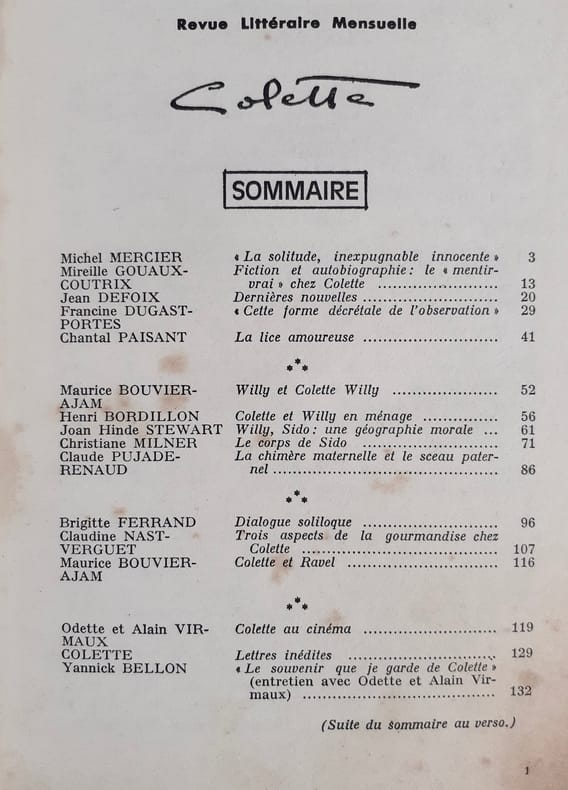 Revue Littéraire Mensuelle
Colette
SOMMAIRE
Michel MERCIER « La solitude, inexpugnable innocente » 3
Mireille GOUAUX- Fiction et autobiographie : le « mentir-
COUTRIX vrai » chez Colette ........................ 13
Jean DEFOIX Dernières nouvelles ........................ 20
Francine DUGAST- « Cette forme décrétale de l'observation » 29
PORTES
Chantal PAISANT La lice amoureuse ........................ 41
***
Maurice BOUVIER- Willy et Colette Willy .................. 52
AJAM
Henri BORDILLON Colette et Willy en ménage ............. 56
Joan Hinde STEWART Willy, Sido : une géographie morale ... 61
Christiane MILNER Le corps de Sido ........................ 71
Claude PUJADE- La chimère maternelle et le sceau pater-
RENAUD nel ........................................ 86
***
Brigitte FERRAND Dialogue soliloque ........................ 96
Claudine NAST- Trois aspects de la gourmandise chez
VERGUET Colette .................................... 107
Maurice BOUVIER- Colette et Ravel ........................ 116
AJAM
***
Odette et Alain VIR- Colette au cinéma ........................ 119
MAUX
COLETTE Lettres inédites ........................ 129
Yannick BELLON « Le souvenir que je garde de Colette »
(entretien avec Odette et Alain Vir-
maux) .................................... 132
(Suite du sommaire au verso.)
1